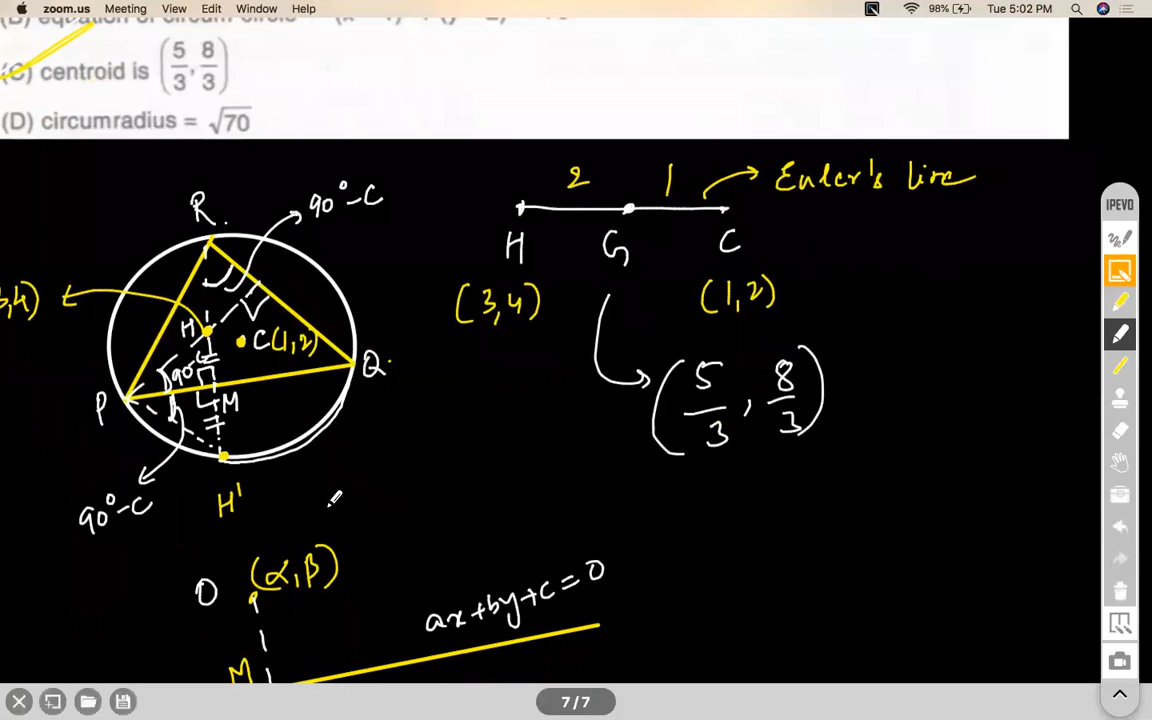 zoom.us Meeting View Edit Window Help 98% Tue 5:02 PM
(C) centroid is (5/3, 8/3)
(D) circumradius = √70
2 1 Euler's line
R 90°-C
H G C
(3,4) (1,2)
H C(1,2)
90°
P M Q
(5/3, 8/3)
90°-C
H'
O (α,β)
ax+by+c=0
M
IPEVO
7/7